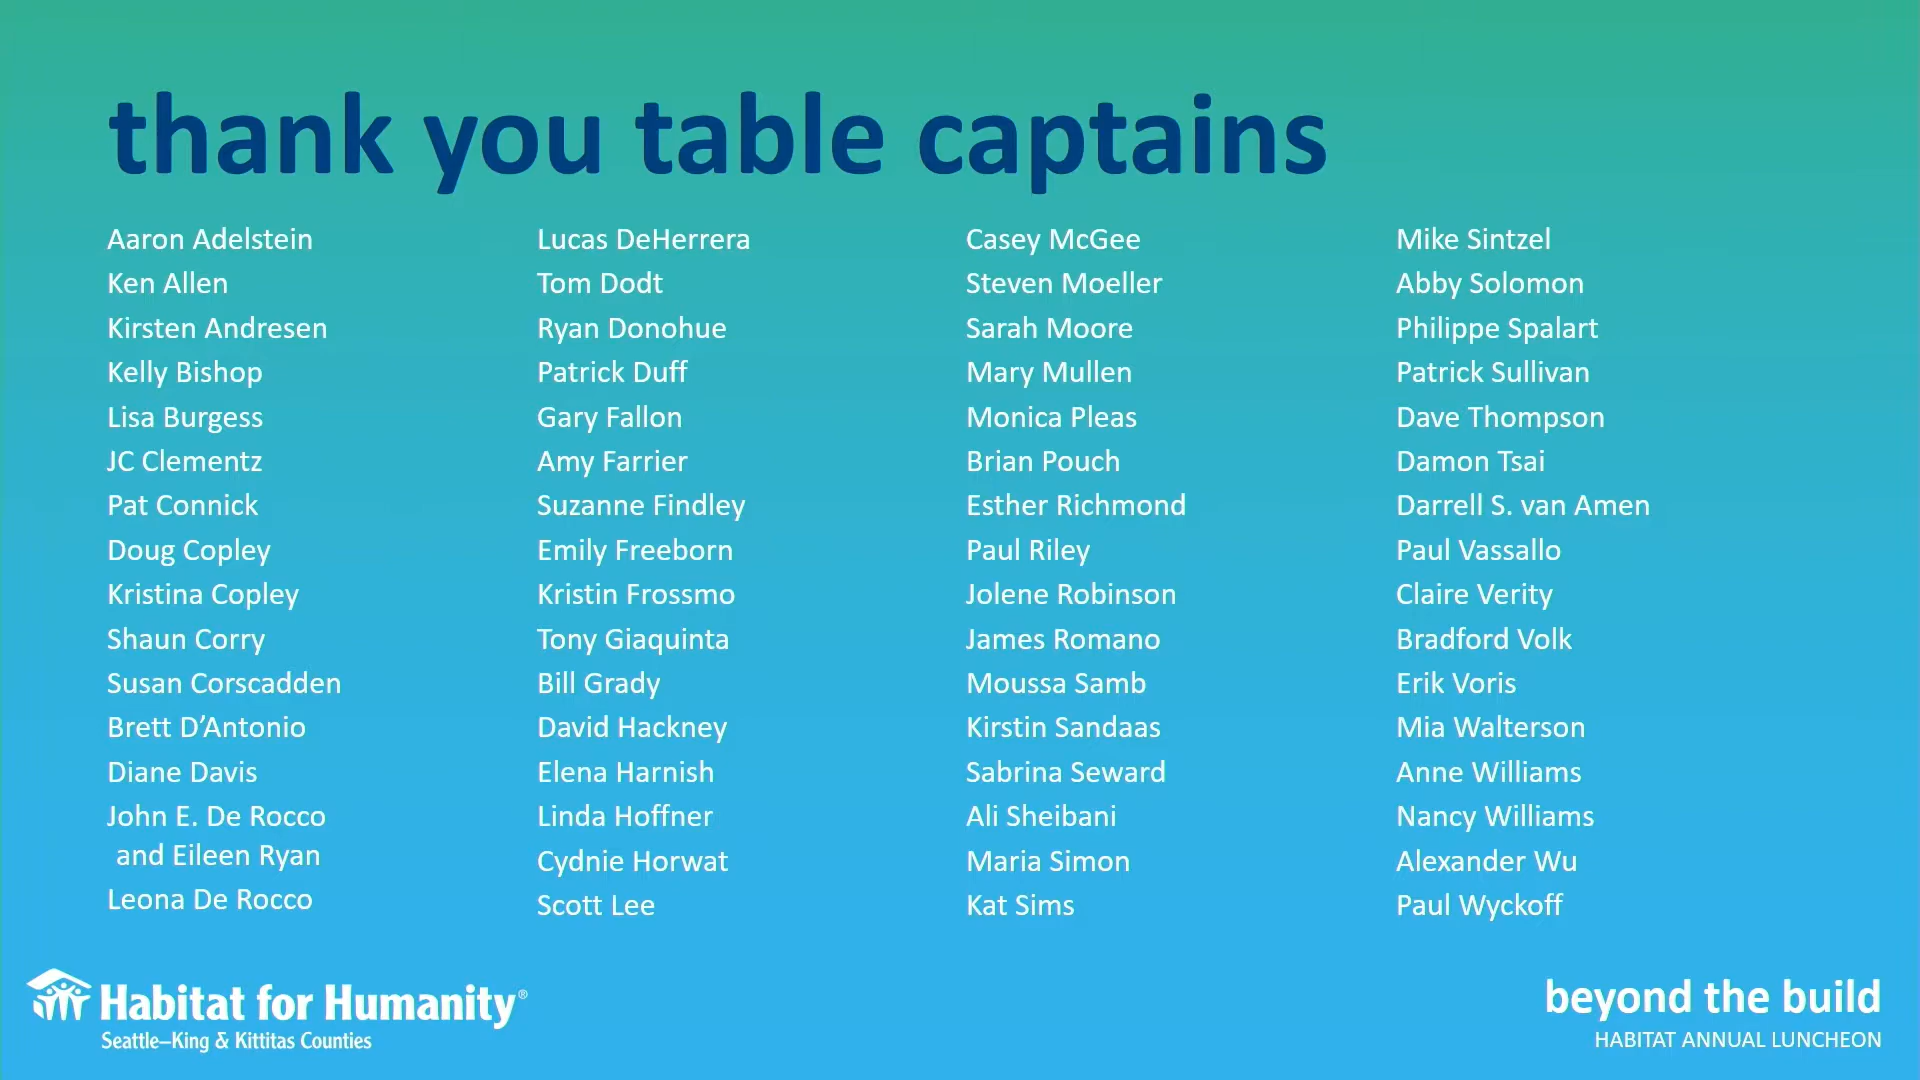 thank you table captains
Aaron Adelstein
Ken Allen
Kirsten Andresen
Kelly Bishop
Lisa Burgess
JC Clementz
Pat Connick
Doug Copley
Kristina Copley
Shaun Corry
Susan Corscadden
Brett D’Antonio
Diane Davis
John E. De Rocco
and Eileen Ryan
Leona De Rocco
Lucas DeHerrera
Tom Dodt
Ryan Donohue
Patrick Duff
Gary Fallon
Amy Farrier
Suzanne Findley
Emily Freeborn
Kristin Frossmo
Tony Giaquinta
Bill Grady
David Hackney
Elena Harnish
Linda Hoffner
Cydnie Horwat
Scott Lee
Casey McGee
Steven Moeller
Sarah Moore
Mary Mullen
Monica Pleas
Brian Pouch
Esther Richmond
Paul Riley
Jolene Robinson
James Romano
Moussa Samb
Kirstin Sandaas
Sabrina Seward
Ali Sheibani
Maria Simon
Kat Sims
Mike Sintzel
Abby Solomon
Philippe Spalart
Patrick Sullivan
Dave Thompson
Damon Tsai
Darrell S. van Amen
Paul Vassallo
Claire Verity
Bradford Volk
Erik Voris
Mia Walterson
Anne Williams
Nancy Williams
Alexander Wu
Paul Wyckoff
Habitat for Humanity®
Seattle–King & Kittitas Counties
beyond the build
HABITAT ANNUAL LUNCHEON